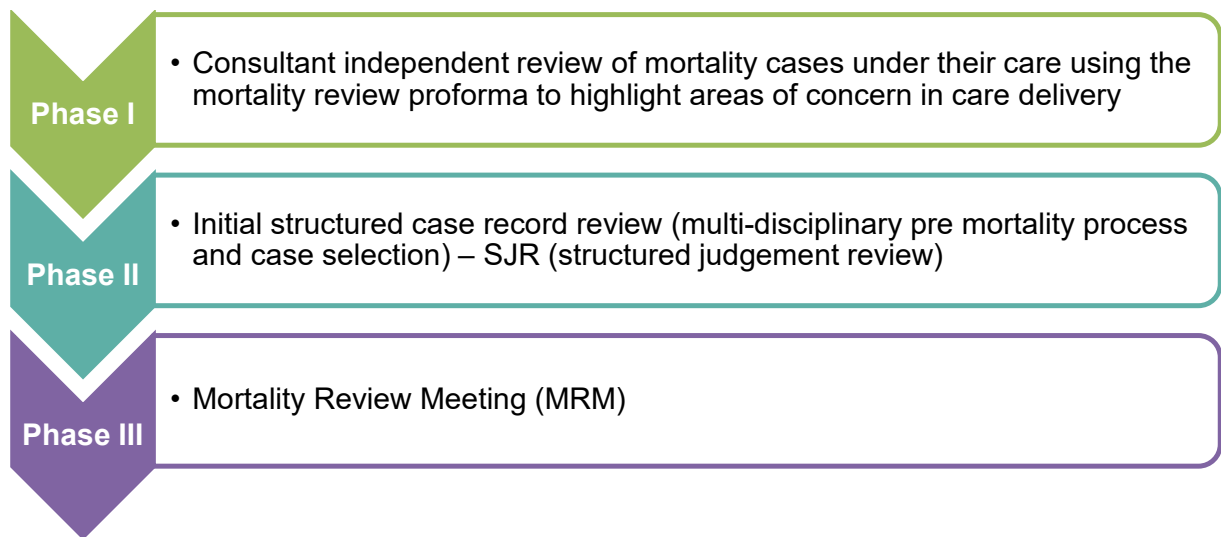 Phase I
• Consultant independent review of mortality cases under their care using the
mortality review proforma to highlight areas of concern in care delivery
Phase II
• Initial structured case record review (multi-disciplinary pre mortality process
and case selection) – SJR (structured judgement review)
Phase III
• Mortality Review Meeting (MRM)